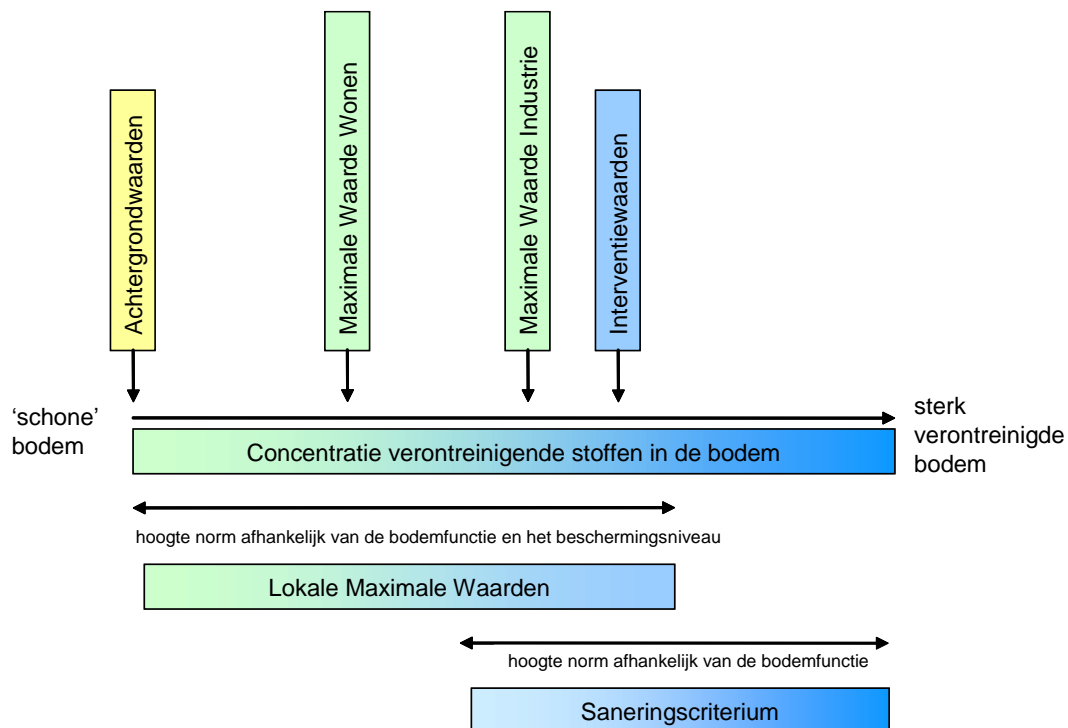 Achtergrondwaarden
Maximale Waarde Wonen
Maximale Waarde Industrie
Interventiewaarden
‘schone’
bodem
sterk
verontreinigde
bodem
Concentratie verontreinigende stoffen in de bodem
hoogte norm afhankelijk van de bodemfunctie en het beschermingsniveau
Lokale Maximale Waarden
hoogte norm afhankelijk van de bodemfunctie
Saneringscriterium